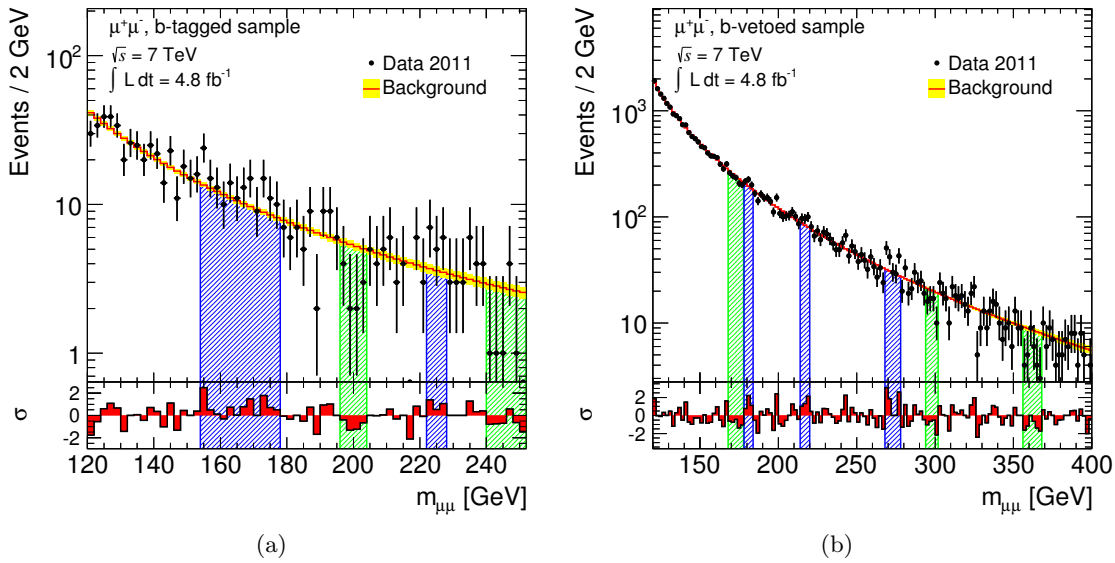 μ⁺μ⁻, b-tagged sample
√s = 7 TeV
∫ L dt = 4.8 fb⁻¹
Data 2011
Background
Events / 2 GeV
10²
10
1
σ
2
0
-2
120 140 160 180 200 220 240
m_μμ [GeV]
(a)
μ⁺μ⁻, b-vetoed sample
√s = 7 TeV
∫ L dt = 4.8 fb⁻¹
Data 2011
Background
Events / 2 GeV
10³
10²
10
σ
2
0
-2
150 200 250 300 350 400
m_μμ [GeV]
(b)